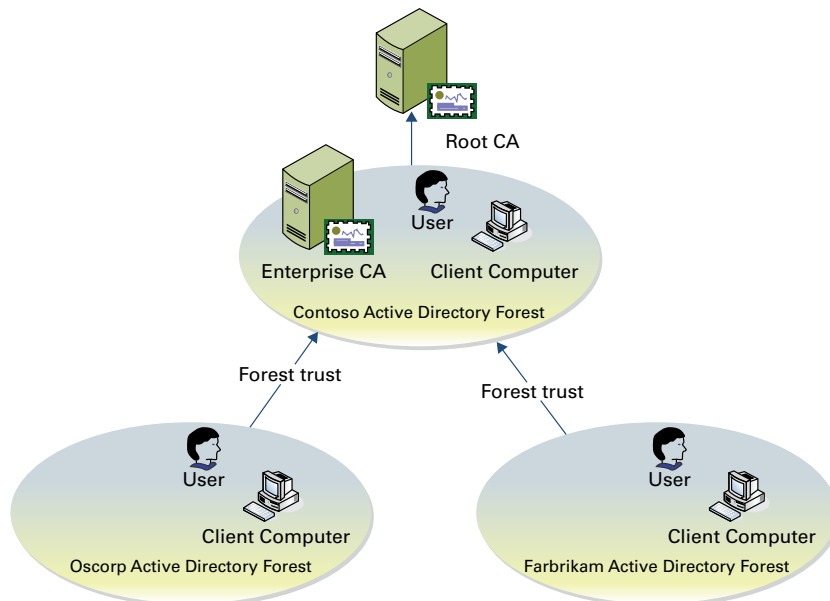 Root CA
User
Enterprise CA
Client Computer
Contoso Active Directory Forest
Forest trust
Forest trust
User
Client Computer
Oscorp Active Directory Forest
User
Client Computer
Farbrikam Active Directory Forest